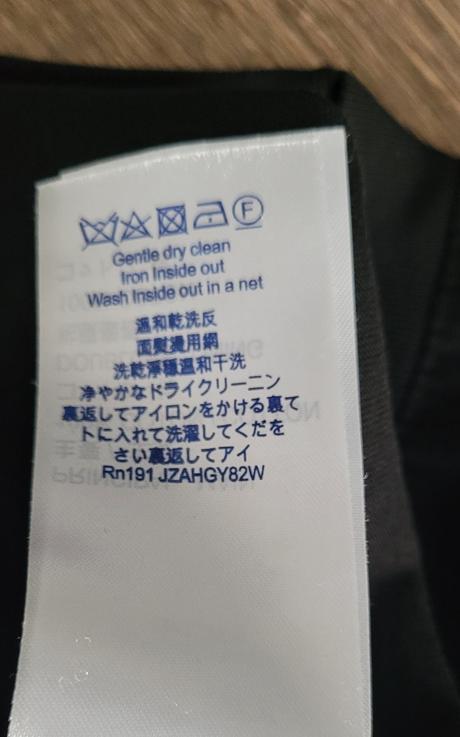 F
Gentle dry clean
Iron Inside out
Wash Inside out in a net
溫和乾洗反
面熨燙用網
洗乾淨穩溫和干洗
冷やかなドライクリーニン
裏返してアイロンをかける裏て
トに入れて洗濯してくだを
さい裏返してアイ
Rn191 JZAHGY82W